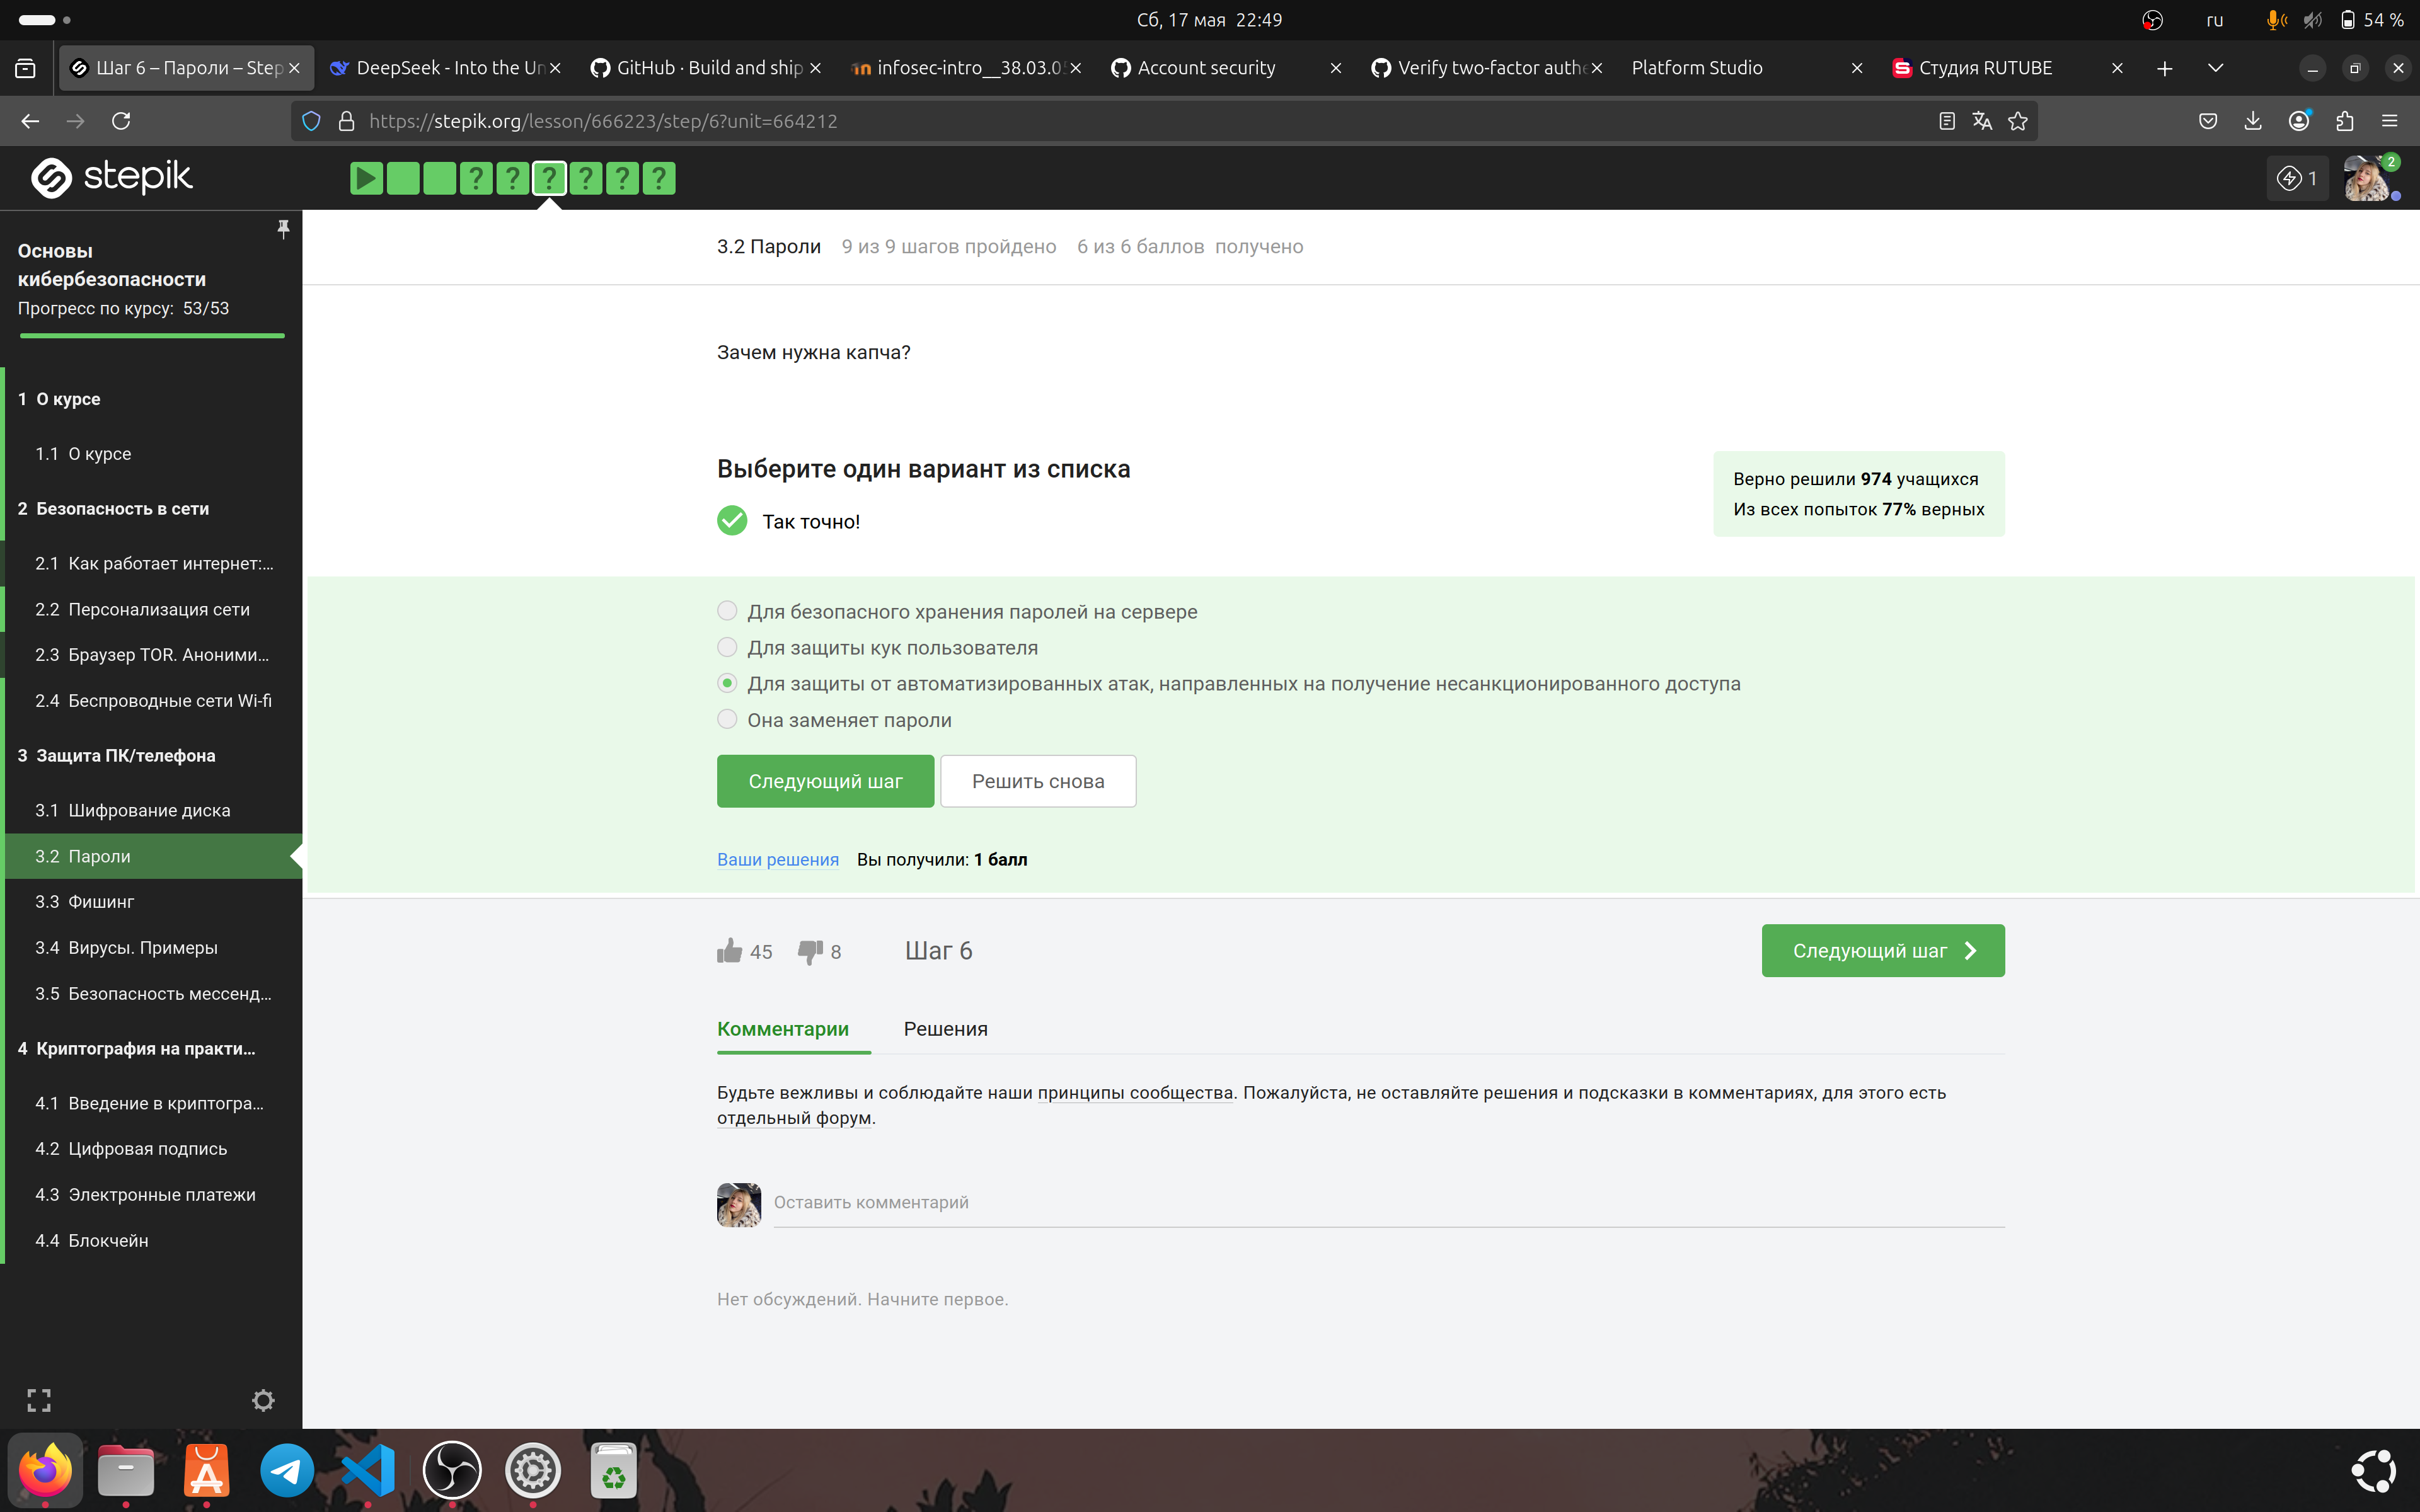 Сб, 17 мая 22:49
ru
54 %
Шаг 6 – Пароли – Step
DeepSeek - Into the Un
GitHub · Build and ship
infosec-intro__38.03.05
Account security
Verify two-factor authe
Platform Studio
Студия RUTUBE
https://stepik.org/lesson/666223/step/6?unit=664212
stepik
? ? ? ? ? ?
1
2
Основы
кибербезопасности
Прогресс по курсу: 53/53
1 О курсе
1.1 О курсе
2 Безопасность в сети
2.1 Как работает интернет:...
2.2 Персонализация сети
2.3 Браузер TOR. Аноними...
2.4 Беспроводные сети Wi-fi
3 Защита ПК/телефона
3.1 Шифрование диска
3.2 Пароли
3.3 Фишинг
3.4 Вирусы. Примеры
3.5 Безопасность мессенд...
4 Криптография на практи...
4.1 Введение в криптогра...
4.2 Цифровая подпись
4.3 Электронные платежи
4.4 Блокчейн
3.2 Пароли 9 из 9 шагов пройдено 6 из 6 баллов получено
Зачем нужна капча?
Выберите один вариант из списка
Так точно!
Верно решили 974 учащихся
Из всех попыток 77% верных
Для безопасного хранения паролей на сервере
Для защиты кук пользователя
Для защиты от автоматизированных атак, направленных на получение несанкционированного доступа
Она заменяет пароли
Следующий шаг
Решить снова
Ваши решения Вы получили: 1 балл
45
8
Шаг 6
Следующий шаг
Комментарии
Решения
Будьте вежливы и соблюдайте наши принципы сообщества. Пожалуйста, не оставляйте решения и подсказки в комментариях, для этого есть
отдельный форум.
Оставить комментарий
Нет обсуждений. Начните первое.